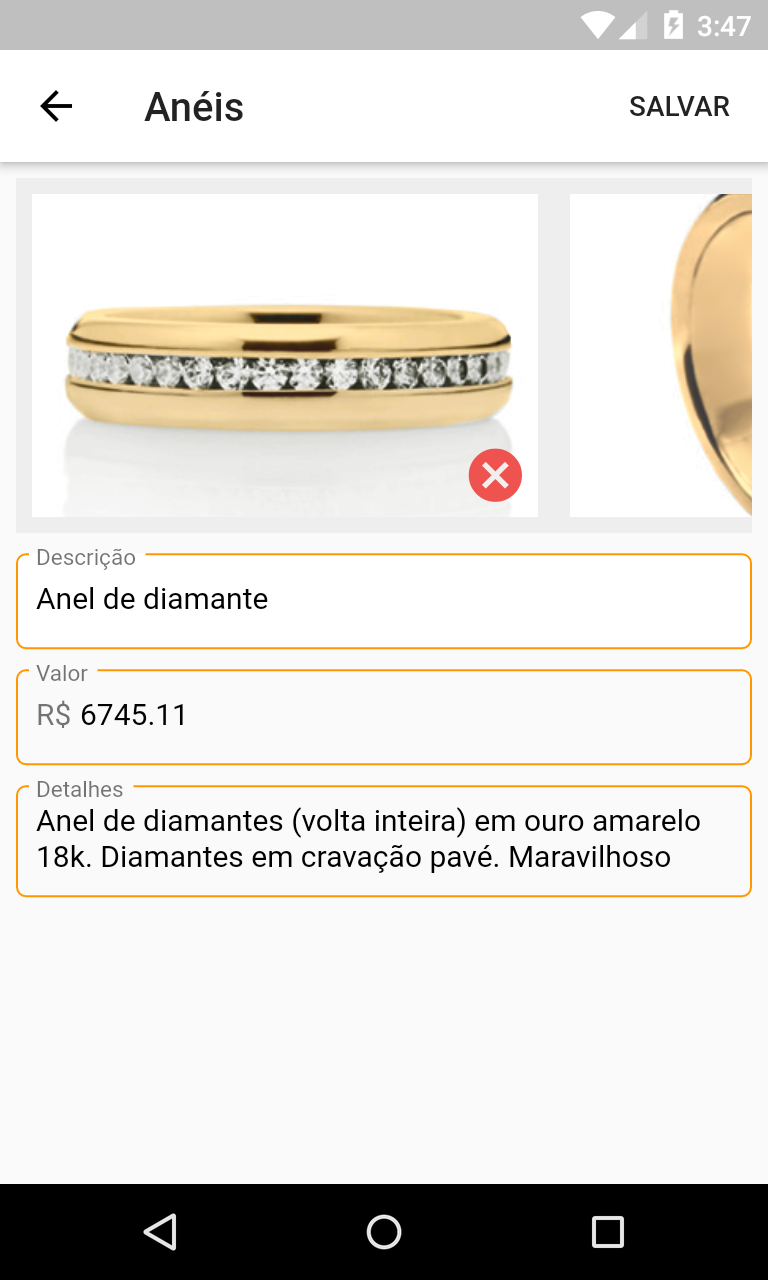 3:47
Anéis
SALVAR
Descrição
Anel de diamante
Valor
R$ 6745.11
Detalhes
Anel de diamantes (volta inteira) em ouro amarelo
18k. Diamantes em cravação pavé. Maravilhoso